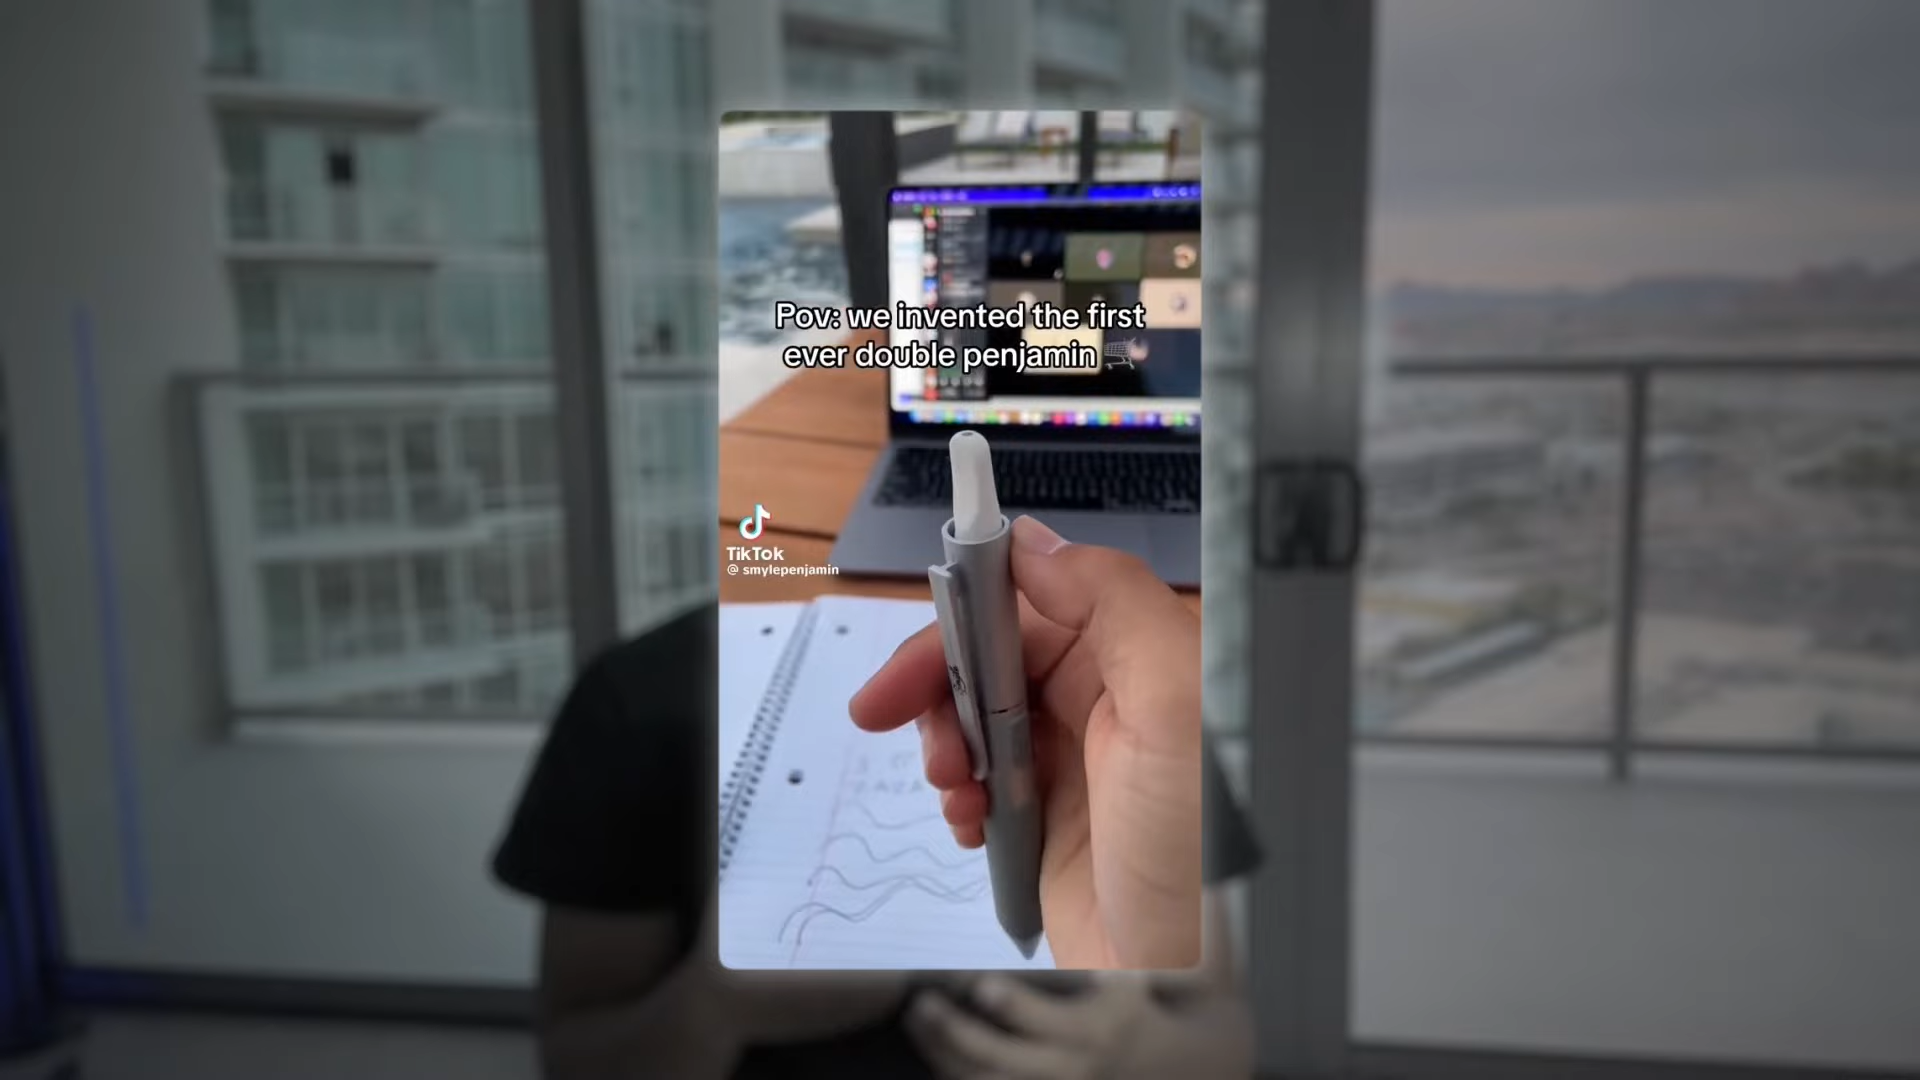 Pov: we invented the first
ever double penjamin
TikTok
@ smylepenjamin